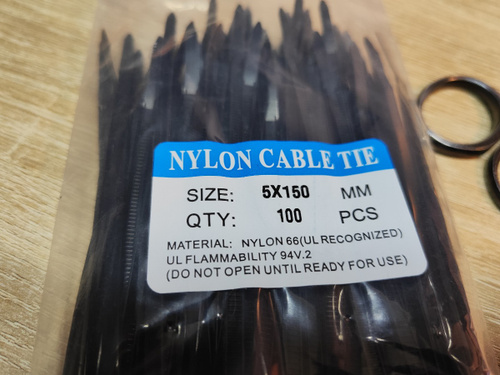 NYLON CABLE TIE
SIZE: 5X150 MM
QTY: 100 PCS
MATERIAL: NYLON 66(UL RECOGNIZED)
UL FLAMMABILITY 94V.2
(DO NOT OPEN UNTIL READY FOR USE)